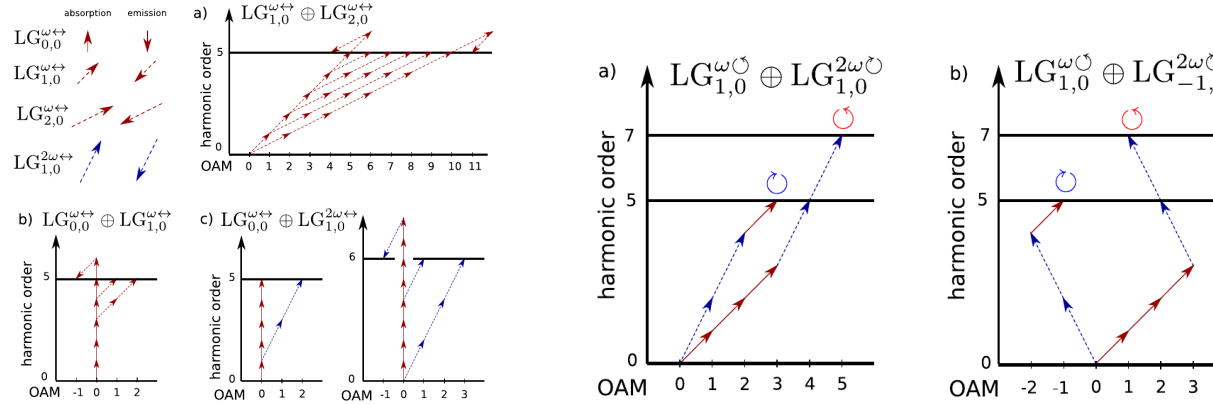 absorption emission
LG^{ω↔}_{0,0}
LG^{ω↔}_{1,0}
LG^{ω↔}_{2,0}
LG^{2ω↔}_{1,0}
a) LG^{ω↔}_{1,0} ⊕ LG^{ω↔}_{2,0}
harmonic order
5
0
OAM 0 1 2 3 4 5 6 7 8 9 10 11
b) LG^{ω↔}_{0,0} ⊕ LG^{ω↔}_{1,0}
harmonic order
5
0
OAM -1 0 1 2
c) LG^{ω↔}_{0,0} ⊕ LG^{2ω↔}_{1,0}
harmonic order
5
0
OAM 0 1 2
6
0
-1 0 1 2 3
a) LG^{ω↺}_{1,0} ⊕ LG^{2ω↻}_{1,0}
harmonic order
7
5
0
OAM 0 1 2 3 4 5
b) LG^{ω↺}_{1,0} ⊕ LG^{2ω↻}_{-1,
harmonic order
7
5
0
OAM -2 -1 0 1 2 3